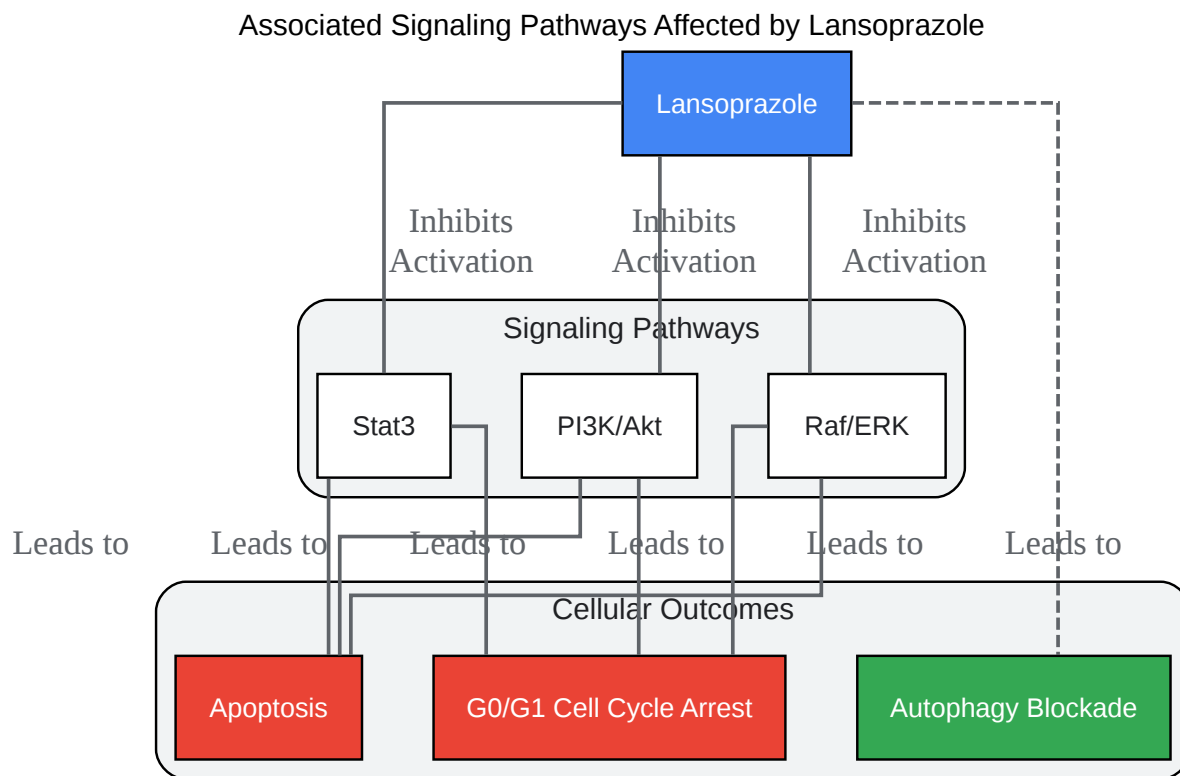 Associated Signaling Pathways Affected by Lansoprazole
Lansoprazole
Inhibits
Activation
Inhibits
Activation
Inhibits
Activation
Signaling Pathways
Stat3
PI3K/Akt
Raf/ERK
Leads to
Leads to
Leads to
Leads to
Leads to
Leads to
Cellular Outcomes
Apoptosis
G0/G1 Cell Cycle Arrest
Autophagy Blockade